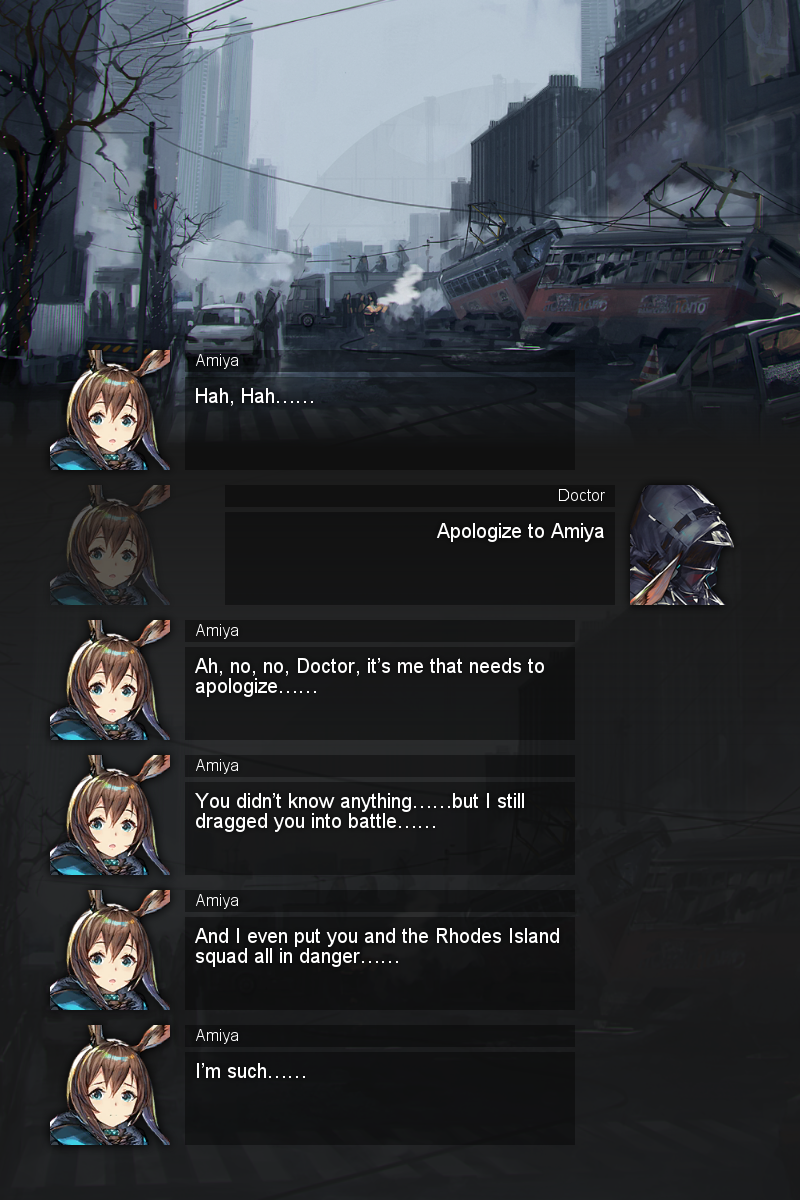 Amiya
Hah, Hah……
Doctor
Apologize to Amiya
Amiya
Ah, no, no, Doctor, it’s me that needs to
apologize……
Amiya
You didn’t know anything……but I still
dragged you into battle……
Amiya
And I even put you and the Rhodes Island
squad all in danger……
Amiya
I’m such……